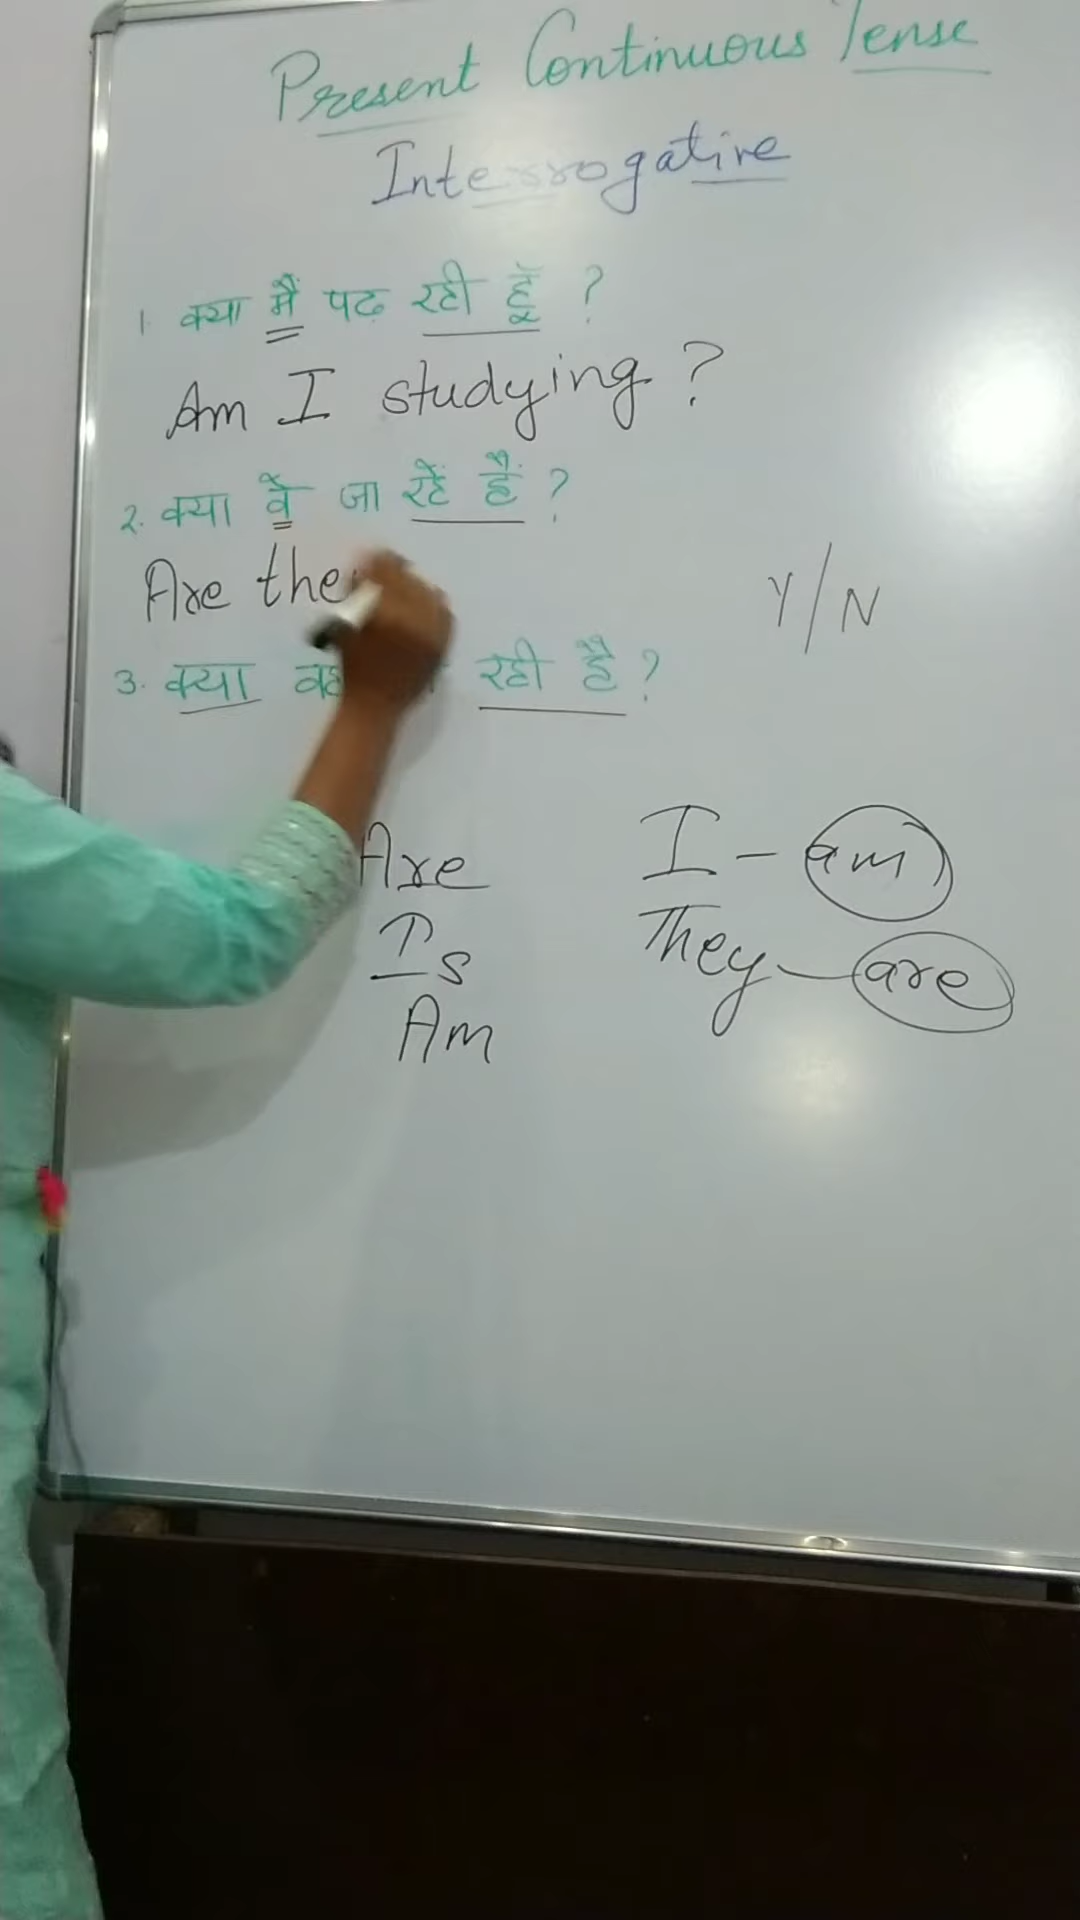 Present Continuous Tense
Interrogative
1. क्या मैं पढ रही हूँ ?
Am I studying ?
2. क्या वे जा रहें हैं ?
Are the
Y/N
3. क्या रही है ?
Are
Is
Am
I - am
They - are